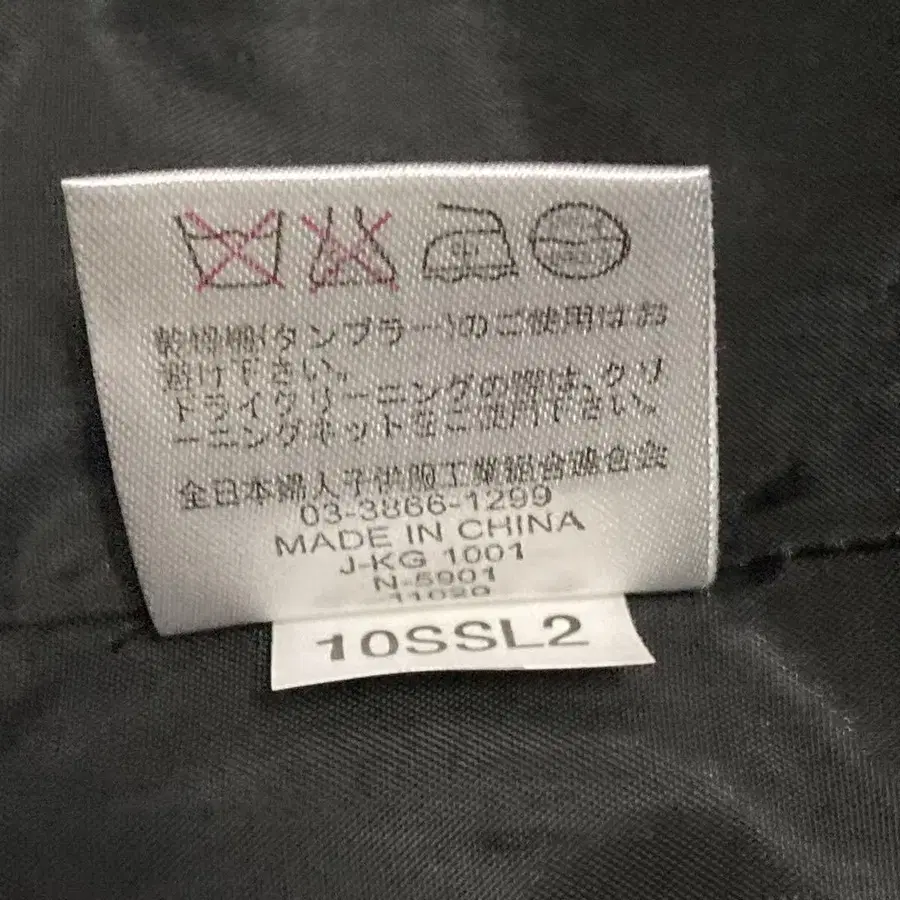 乾燥機(タンブラー)のご使用はお
避け下さい。
ドライクリーニングの際は、クリ
ーニングネットをご使用下さい。
全日本婦人子供服工業組合連合会
03-3866-1299
MADE IN CHINA
J-KG 1001
N-5901
11029
10SSL2